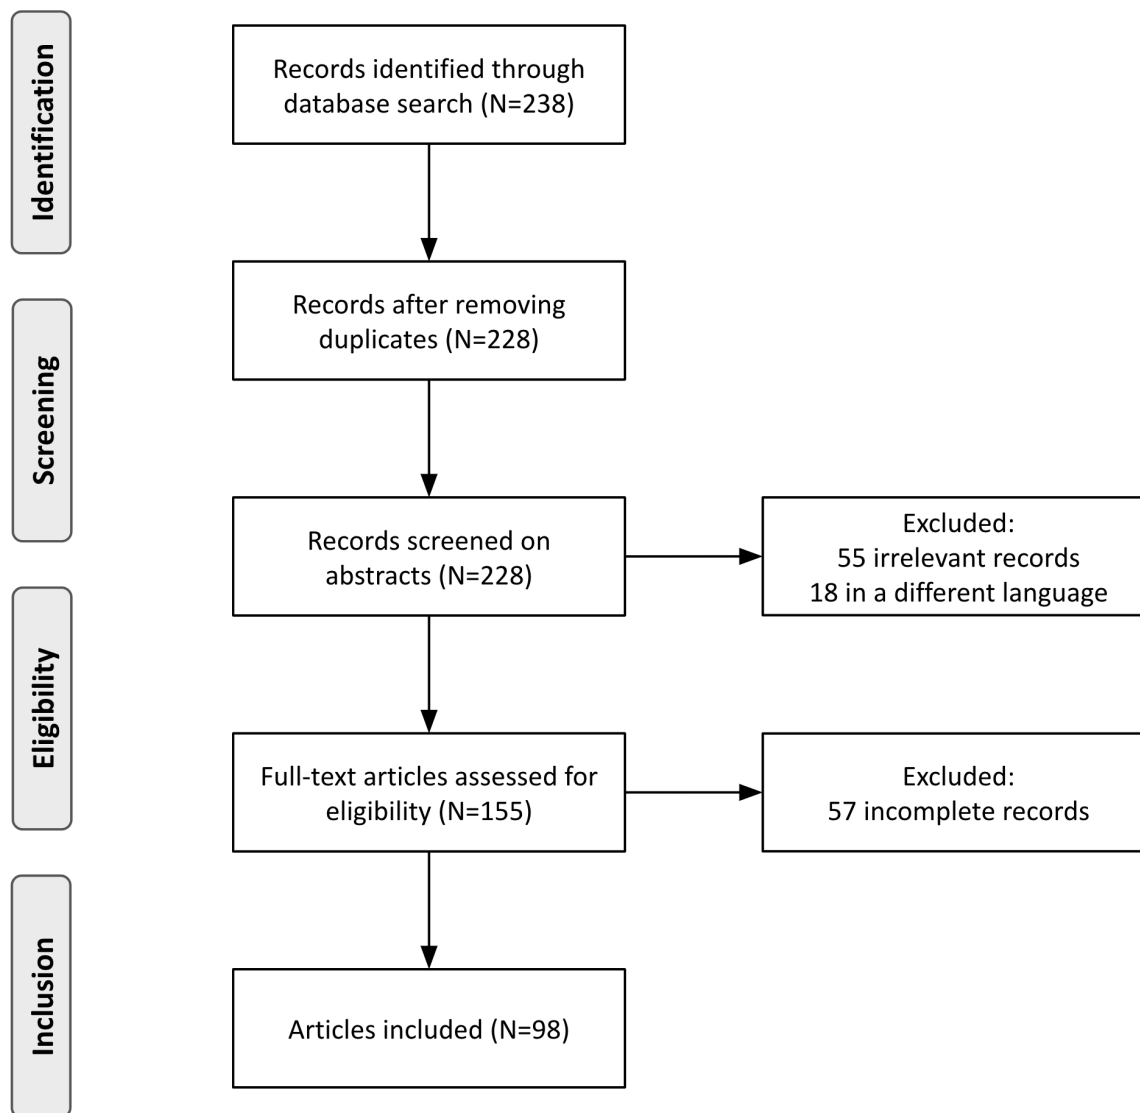 Identification
Records identified through
database search (N=238)
Records after removing
duplicates (N=228)
Screening
Records screened on
abstracts (N=228)
Excluded:
55 irrelevant records
18 in a different language
Eligibility
Full-text articles assessed for
eligibility (N=155)
Excluded:
57 incomplete records
Inclusion
Articles included (N=98)